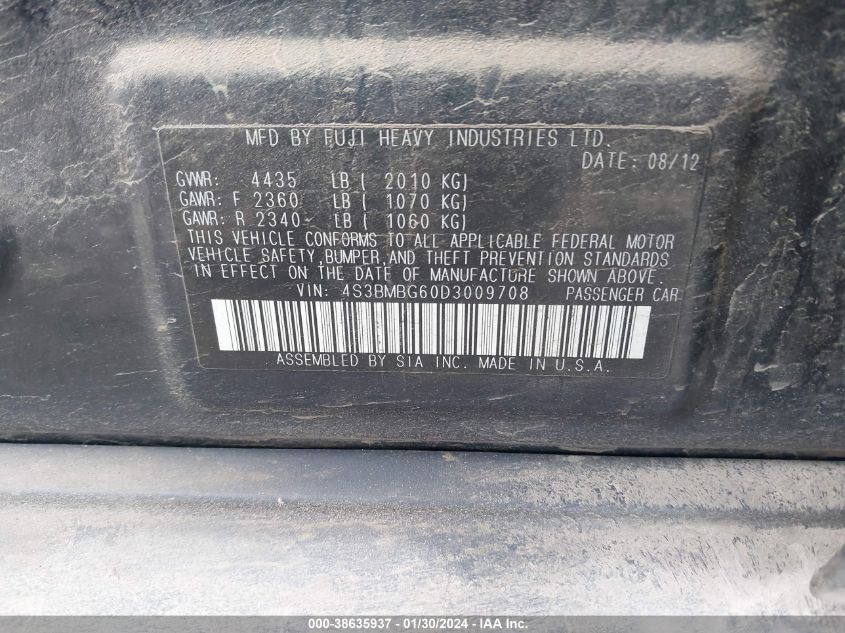 MFD BY FUJI HEAVY INDUSTRIES LTD.
DATE: 08/12
GVWR: 4435 LB ( 2010 KG)
GAWR: F 2360 LB ( 1070 KG)
GAWR: R 2340 LB ( 1060 KG)
THIS VEHICLE CONFORMS TO ALL APPLICABLE FEDERAL MOTOR
VEHICLE SAFETY, BUMPER, AND THEFT PREVENTION STANDARDS
IN EFFECT ON THE DATE OF MANUFACTURE SHOWN ABOVE.
VIN: 4S3BMBG60D3009708 PASSENGER CAR
ASSEMBLED BY SIA INC. MADE IN U.S.A.
000-38635937 - 01/30/2024 - © IAA Inc.